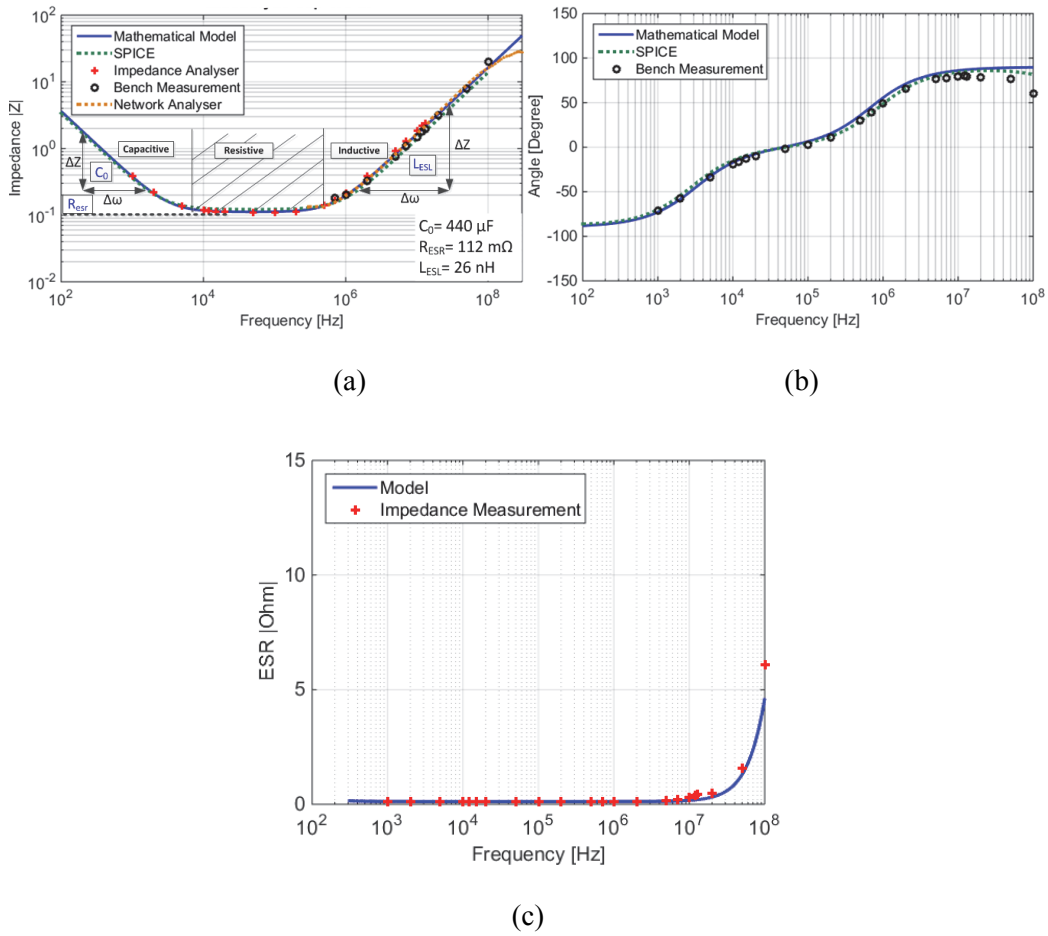 Mathematical Model
SPICE
Impedance Analyser
Bench Measurement
Network Analyser
Capacitive
Resistive
Inductive
ΔZ
C0
Δω
Resr
ΔZ
LESL
Δω
C0= 440 µF
RESR= 112 mΩ
LESL= 26 nH
10^2
10^1
10^0
10^-1
10^-2
Impedance |Z|
10^2 10^4 10^6 10^8
Frequency [Hz]
(a)
Mathematical Model
SPICE
Bench Measurement
150
100
50
0
-50
-100
-150
Angle [Degree]
10^2 10^3 10^4 10^5 10^6 10^7 10^8
Frequency [Hz]
(b)
Model
Impedance Measurement
15
10
5
0
ESR |Ohm|
10^2 10^3 10^4 10^5 10^6 10^7 10^8
Frequency [Hz]
(c)